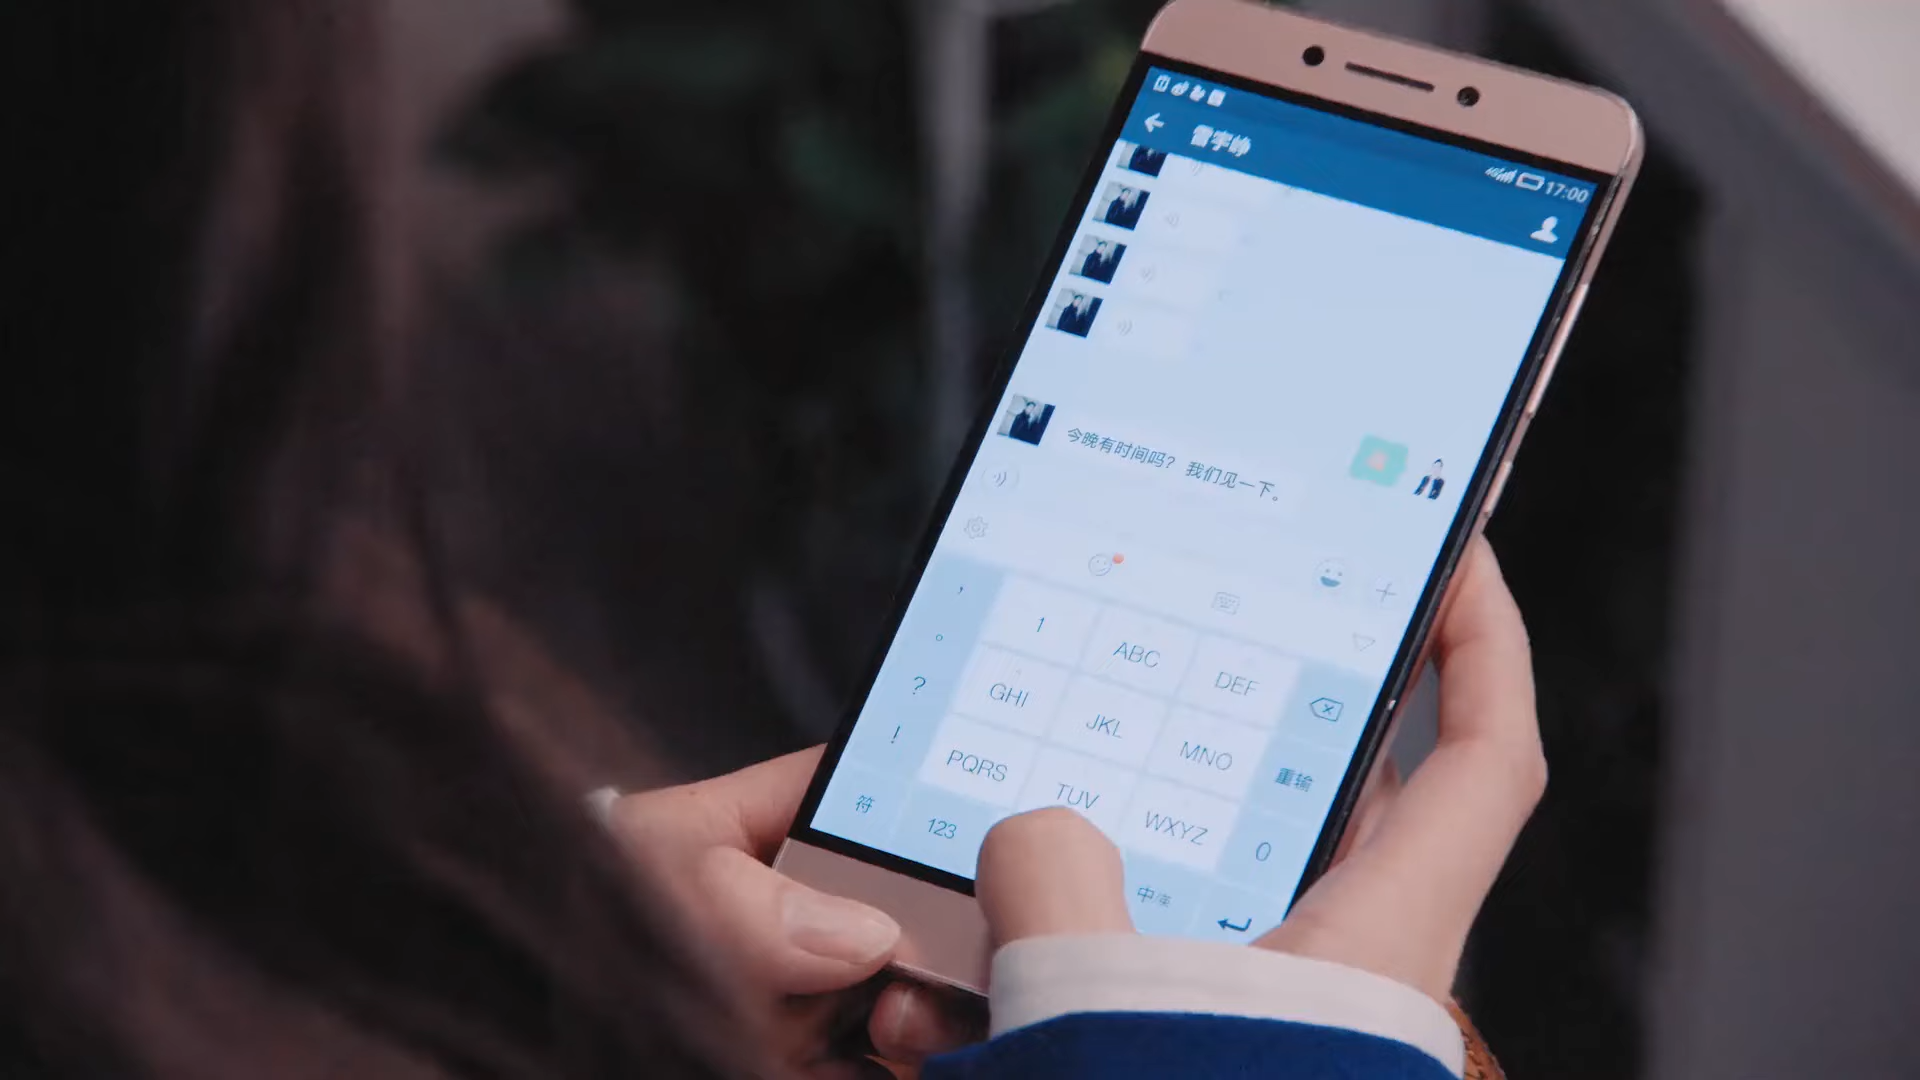 17:00
雷宇峥
今晚有时间吗？我们见一下。
，
1
ABC
DEF
。
GHI
JKL
MNO
？
重输
！
PQRS
TUV
WXYZ
0
符
123
中/英